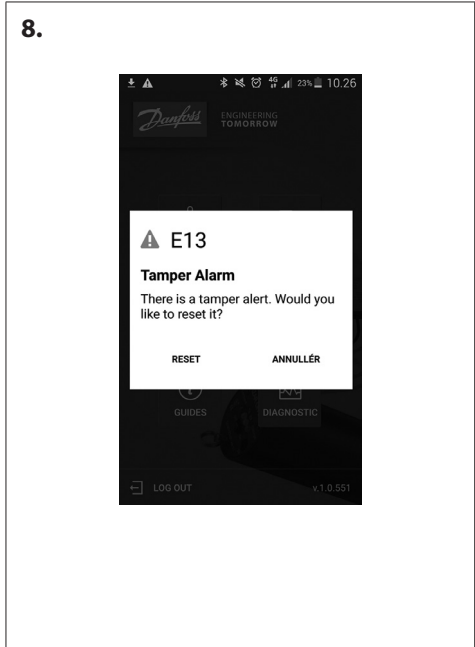 8.
4G 23% 10.26
Danfoss
ENGINEERING
TOMORROW
E13
Tamper Alarm
There is a tamper alert. Would you
like to reset it?
RESET ANNULLÉR
GUIDES DIAGNOSTIC
LOG OUT v.1.0.551